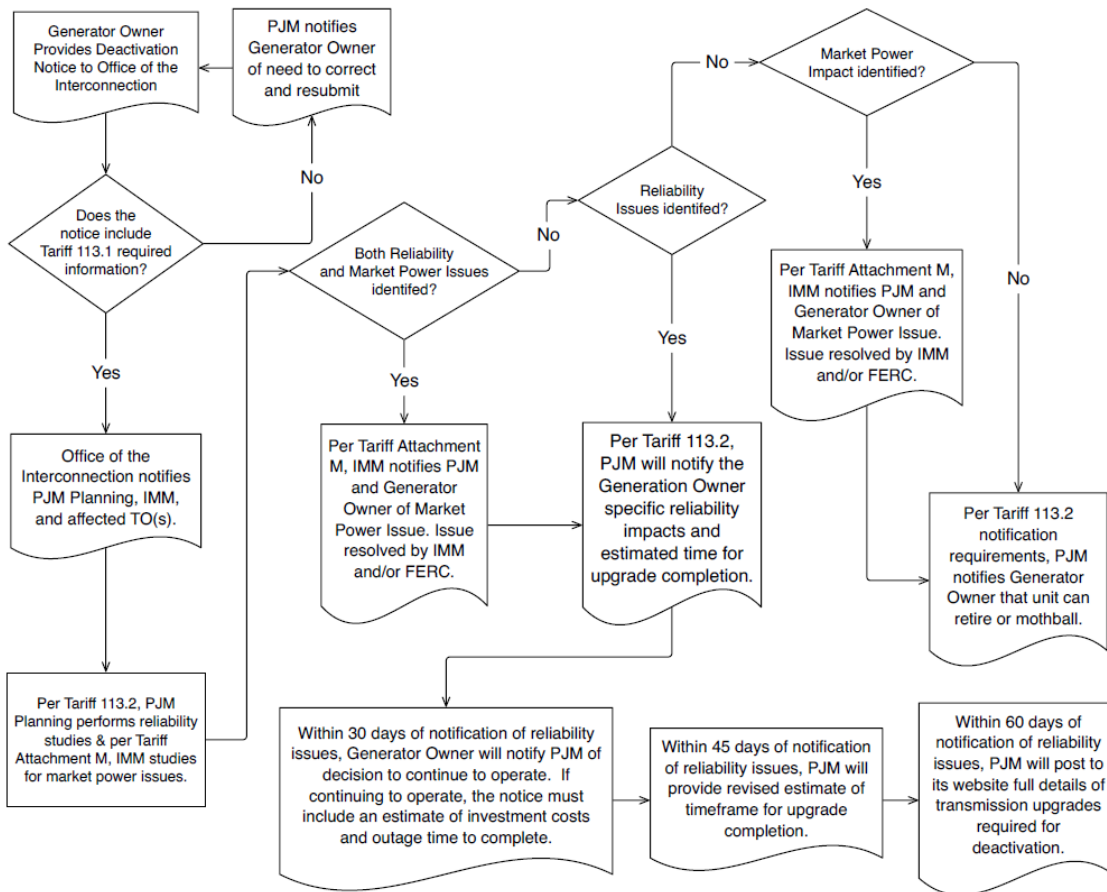 Generator Owner
Provides Deactivation
Notice to Office of the
Interconnection
PJM notifies
Generator Owner
of need to correct
and resubmit
No
Does the
notice include
Tariff 113.1 required
information?
Yes
Office of the
Interconnection notifies
PJM Planning, IMM,
and affected TO(s).
Per Tariff 113.2, PJM
Planning performs reliability
studies & per Tariff
Attachment M, IMM studies
for market power issues.
Both Reliability
and Market Power Issues
identifed?
No
Yes
Per Tariff Attachment
M, IMM notifies PJM
and Generator
Owner of Market
Power Issue. Issue
resolved by IMM
and/or FERC.
Reliability
Issues identifed?
No
Yes
Per Tariff 113.2,
PJM will notify the
Generation Owner
specific reliability
impacts and
estimated time for
upgrade completion.
Market Power
Impact identified?
Yes
No
Per Tariff Attachment M,
IMM notifies PJM and
Generator Owner of
Market Power Issue.
Issue resolved by IMM
and/or FERC.
Per Tariff 113.2
notification
requirements, PJM
notifies Generator
Owner that unit can
retire or mothball.
Within 30 days of notification of reliability
issues, Generator Owner will notify PJM of
decision to continue to operate. If
continuing to operate, the notice must
include an estimate of investment costs
and outage time to complete.
Within 45 days of notification
of reliability issues, PJM will
provide revised estimate of
timeframe for upgrade
completion.
Within 60 days of
notification of reliability
issues, PJM will post to
its website full details of
transmission upgrades
required for
deactivation.